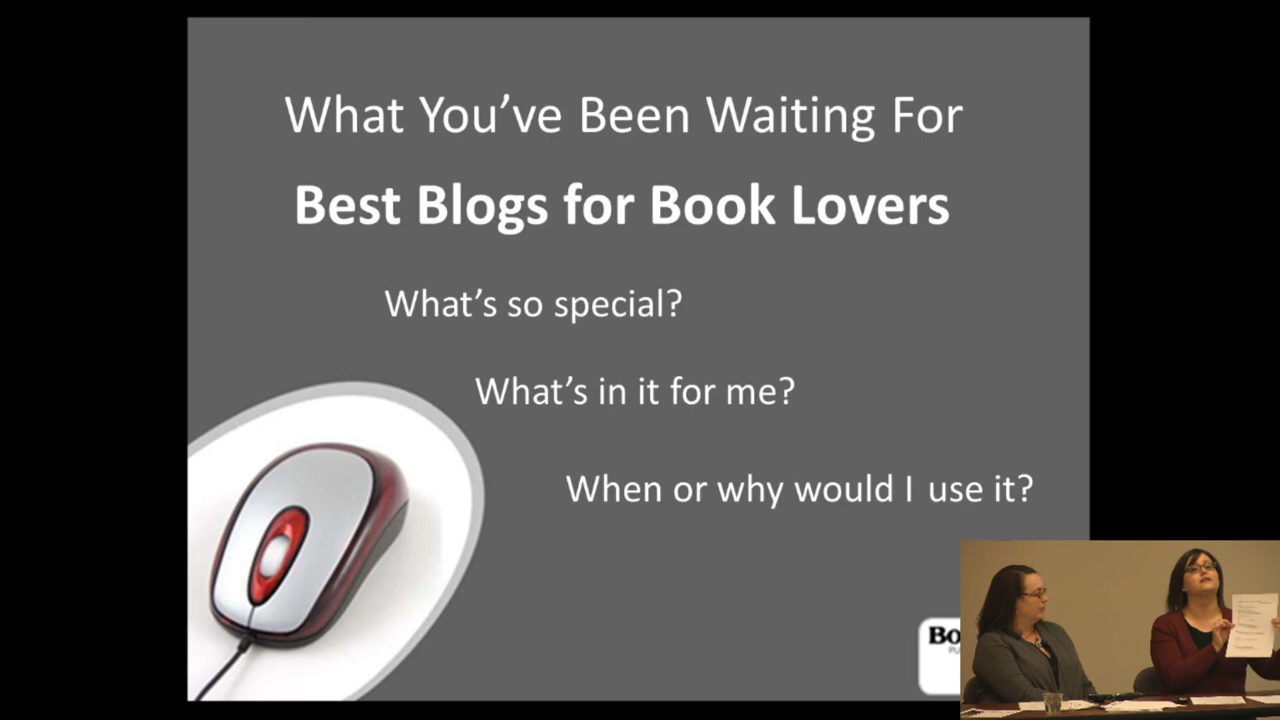 What You've Been Waiting For
Best Blogs for Book Lovers
What's so special?
What's in it for me?
When or why would I use it?